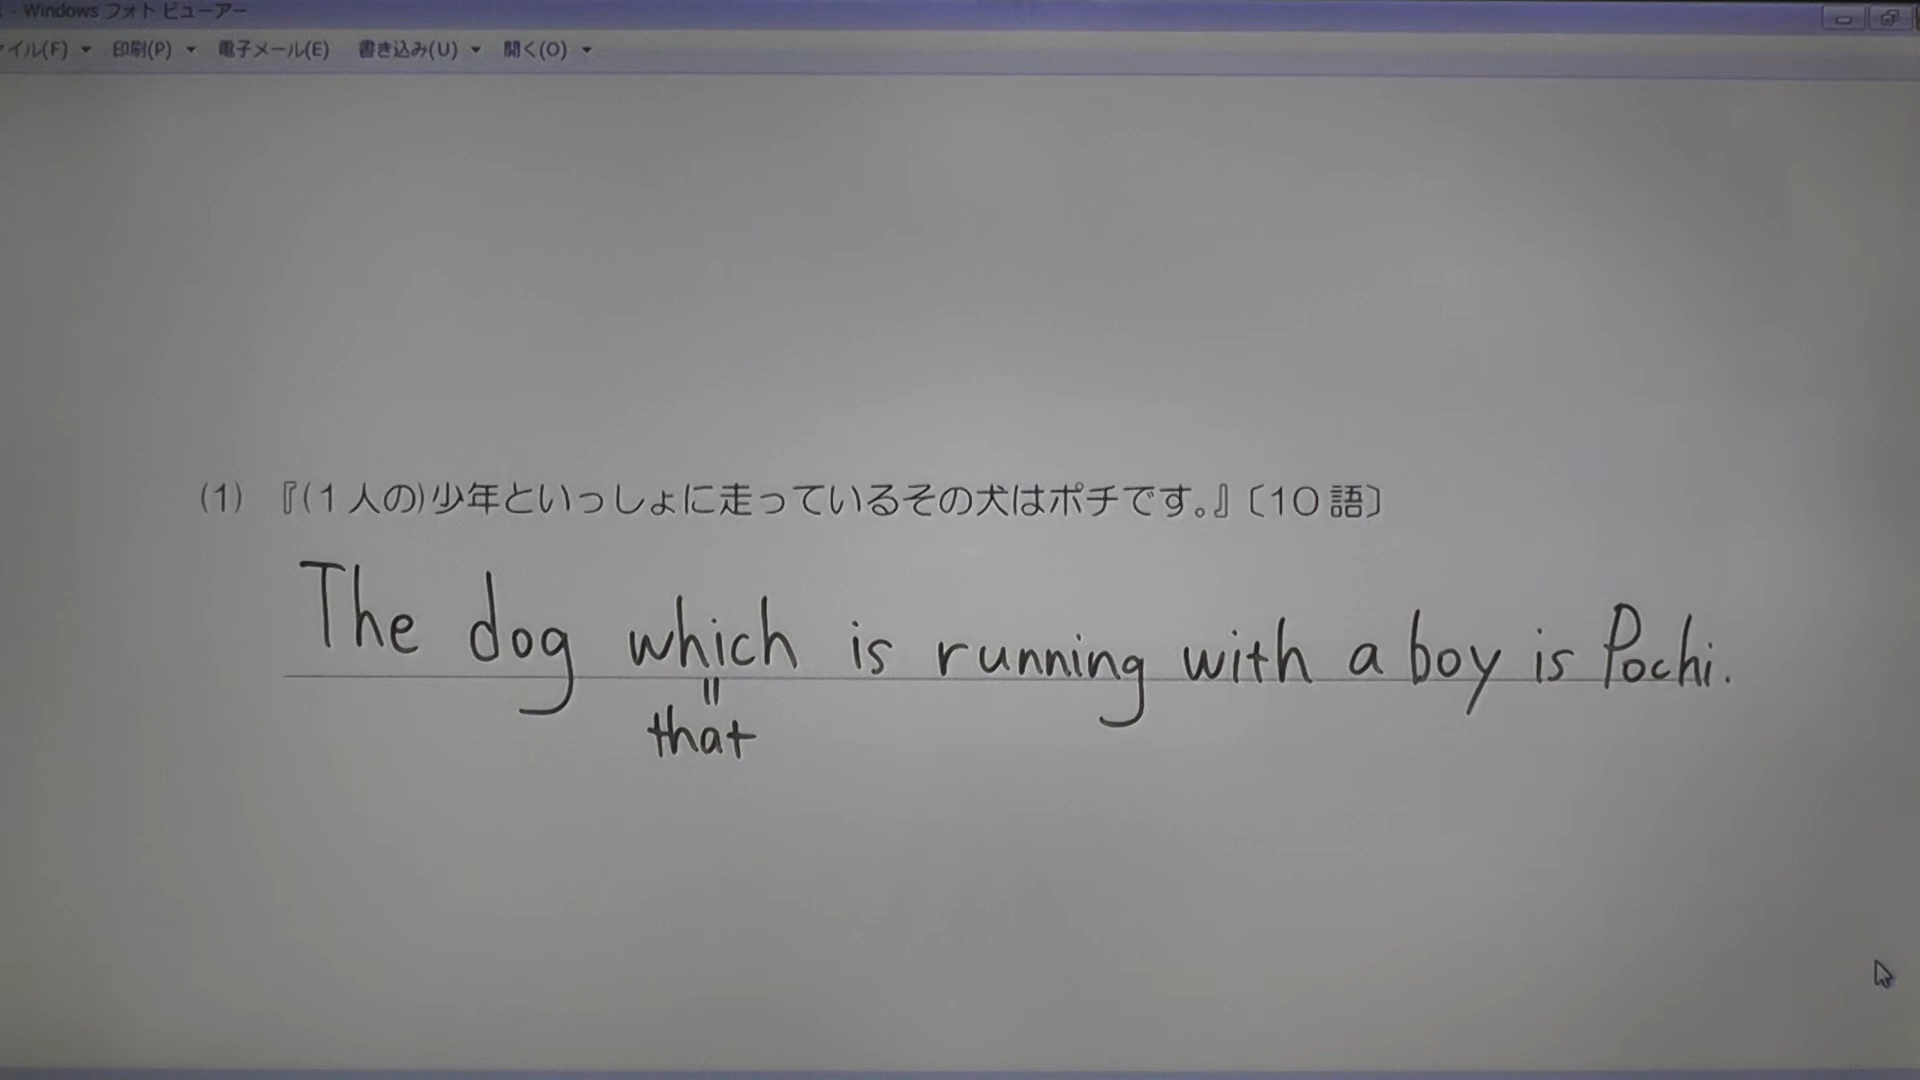 - Windows フォト ビューアー
イル(F) 印刷(P) 電子メール(E) 書き込み(U) 開く(O)
(1) 『(1人の)少年といっしょに走っているその犬はポチです。』〔10語〕
The dog which is running with a boy is Pochi.
||
that